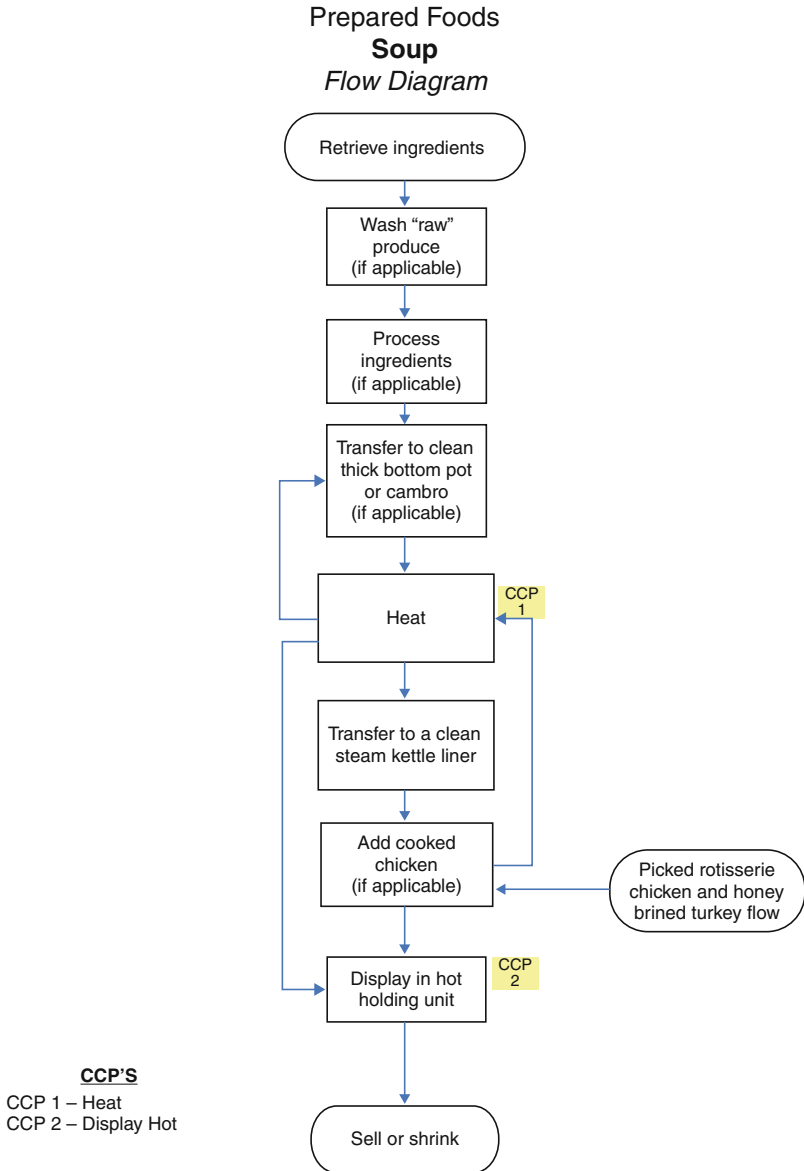 Prepared Foods
Soup
Flow Diagram
Retrieve ingredients
Wash “raw”
produce
(if applicable)
Process
ingredients
(if applicable)
Transfer to clean
thick bottom pot
or cambro
(if applicable)
Heat
CCP
1
Transfer to a clean
steam kettle liner
Add cooked
chicken
(if applicable)
Picked rotisserie
chicken and honey
brined turkey flow
Display in hot
holding unit
CCP
2
CCP'S
CCP 1 – Heat
CCP 2 – Display Hot
Sell or shrink